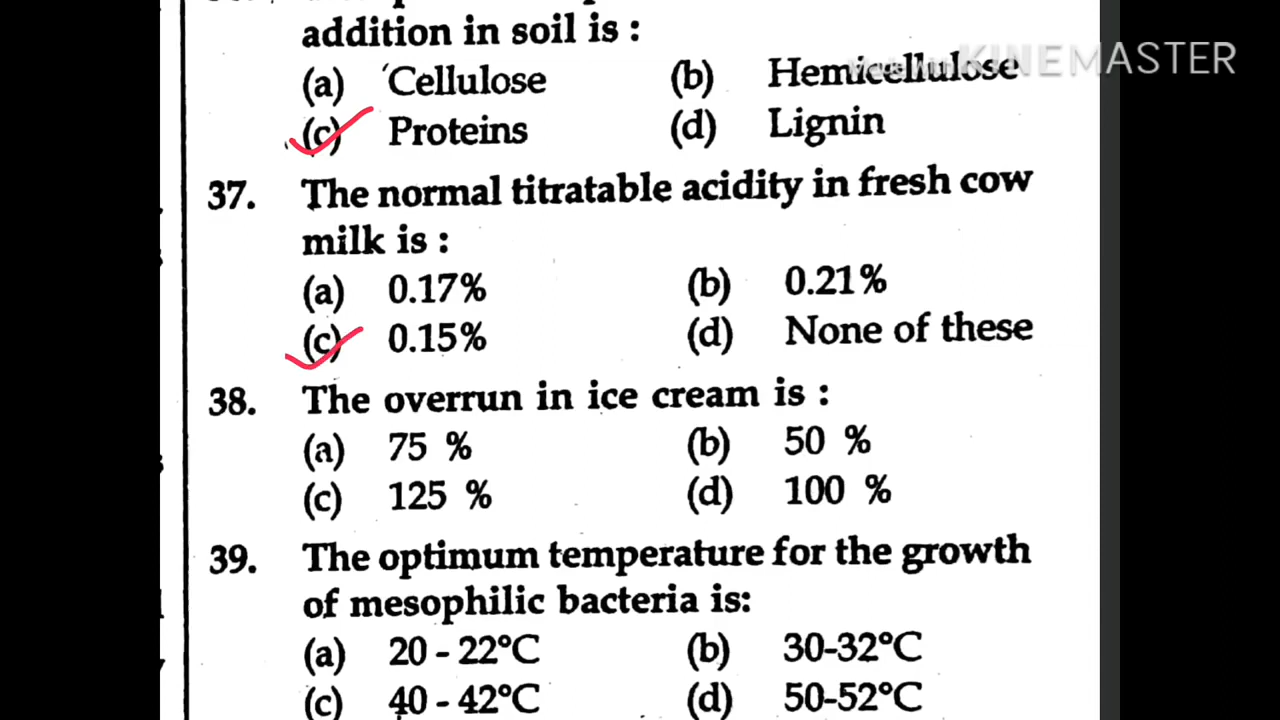 addition in soil is :
(a) Cellulose (b) Hemicellulose
(c) Proteins (d) Lignin
37. The normal titratable acidity in fresh cow
milk is :
(a) 0.17% (b) 0.21%
(c) 0.15% (d) None of these
38. The overrun in ice cream is :
(a) 75 % (b) 50 %
(c) 125 % (d) 100 %
39. The optimum temperature for the growth
of mesophilic bacteria is:
(a) 20 - 22°C (b) 30-32°C
(c) 40 - 42°C (d) 50-52°C
KINEMASTER